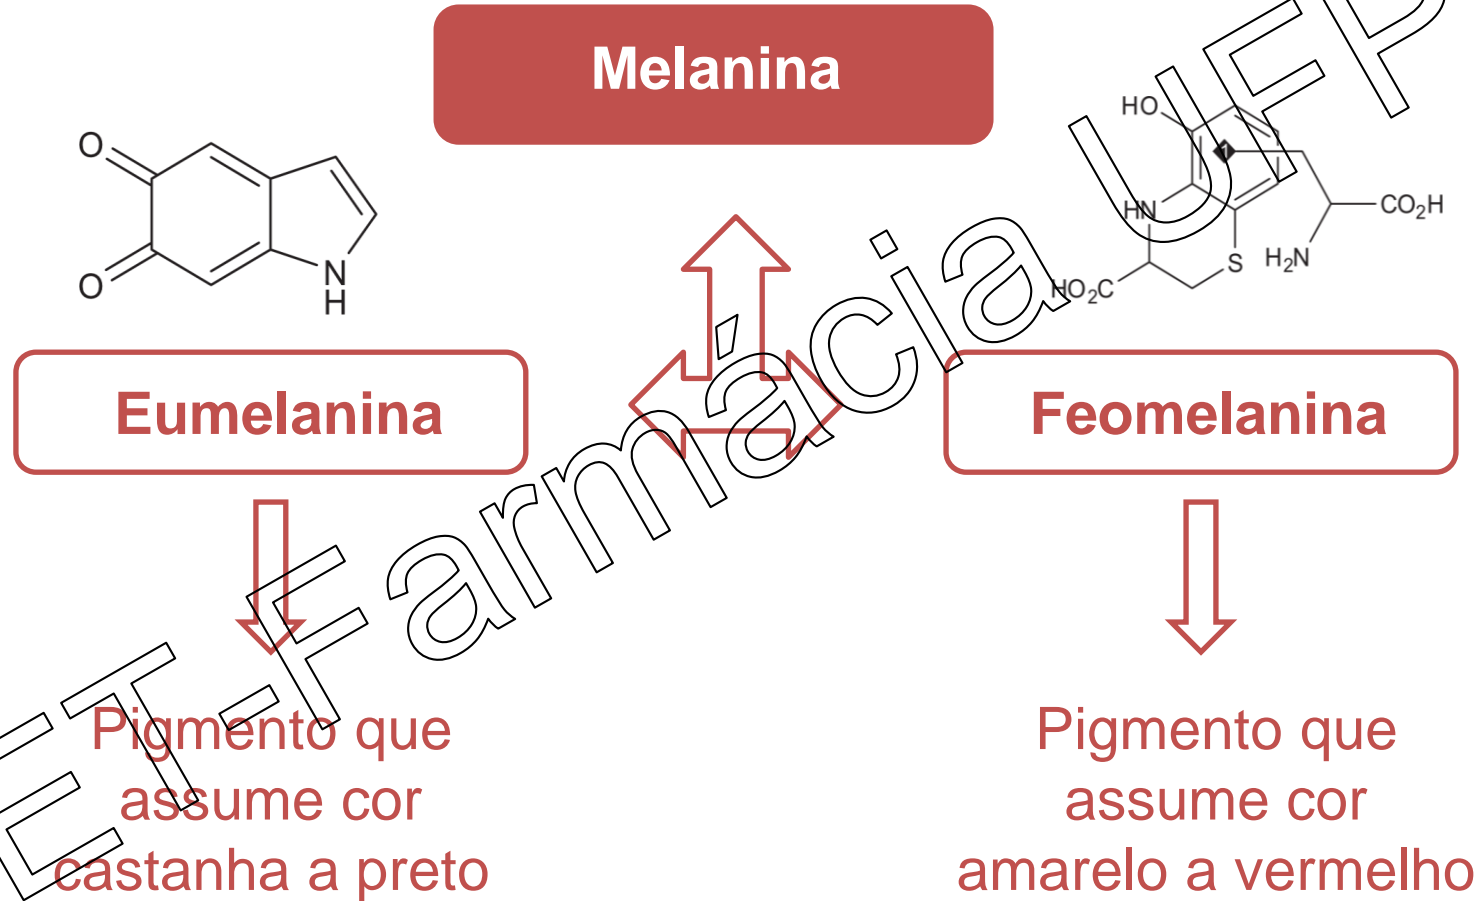 Melanina
O
O
N
H
HO
HN
HO₂C
S
H₂N
CO₂H
1
Eumelanina
Feomelanina
Pigmento que
assume cor
castanha a preto
Pigmento que
assume cor
amarelo a vermelho
ET-Farmácia UFP